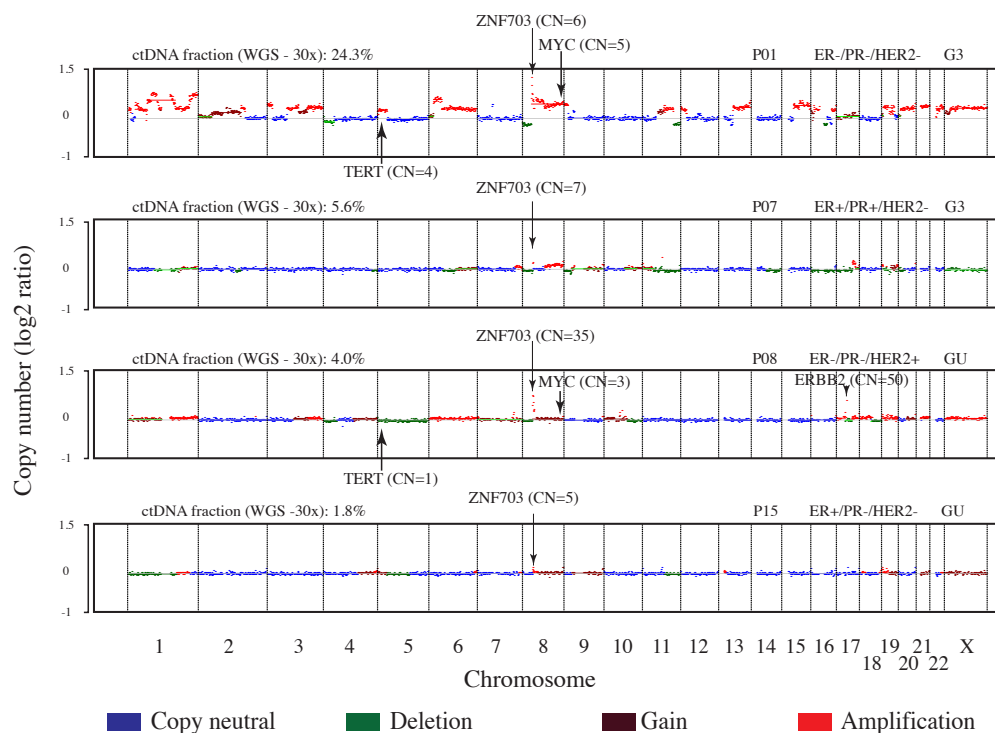 ZNF703 (CN=6)
MYC (CN=5)
ctDNA fraction (WGS - 30x): 24.3% P01 ER-/PR-/HER2- G3
1.5
0
-1
TERT (CN=4)
ZNF703 (CN=7)
ctDNA fraction (WGS - 30x): 5.6% P07 ER+/PR+/HER2- G3
1.5
0
-1
ZNF703 (CN=35)
ctDNA fraction (WGS - 30x): 4.0% P08 ER-/PR-/HER2+ GU
MYC (CN=3) ERBB2 (CN=50)
1.5
0
-1
TERT (CN=1)
ZNF703 (CN=5)
ctDNA fraction (WGS -30x): 1.8% P15 ER+/PR-/HER2- GU
1.5
0
-1
Copy number (log2 ratio)
1 2 3 4 5 6 7 8 9 10 11 12 13 14 15 16 17 18 19 20 21 22 X
Chromosome
Copy neutral Deletion Gain Amplification